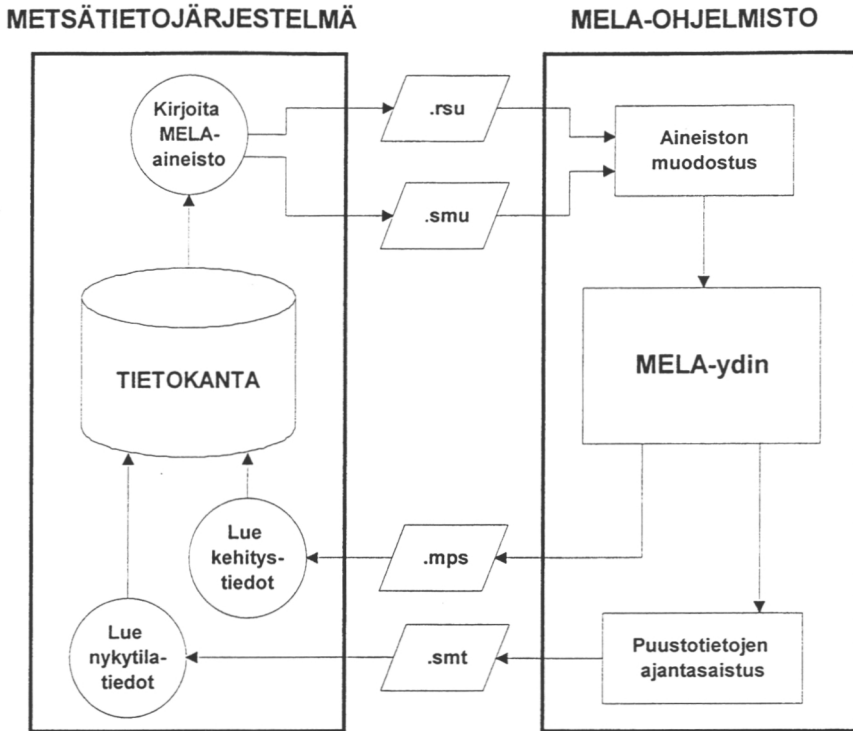 METSÄTIETOJÄRJESTELMÄ
MELA-OHJELMISTO
Kirjoita
MELA-
aineisto
.rsu
Aineiston
muodostus
.smu
TIETOKANTA
MELA-ydin
Lue
kehitys-
tiedot
.mps
Lue
nykytila-
tiedot
.smt
Puustotietojen
ajantasaistus